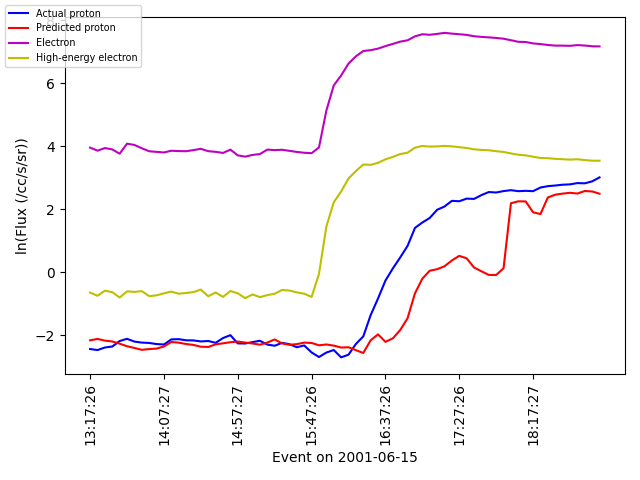 Actual proton
Predicted proton
Electron
High-energy electron
8
6
4
2
0
−2
ln(Flux (/cc/s/sr))
13:17:26
14:07:27
14:57:27
15:47:26
16:37:26
17:27:26
18:17:27
Event on 2001-06-15